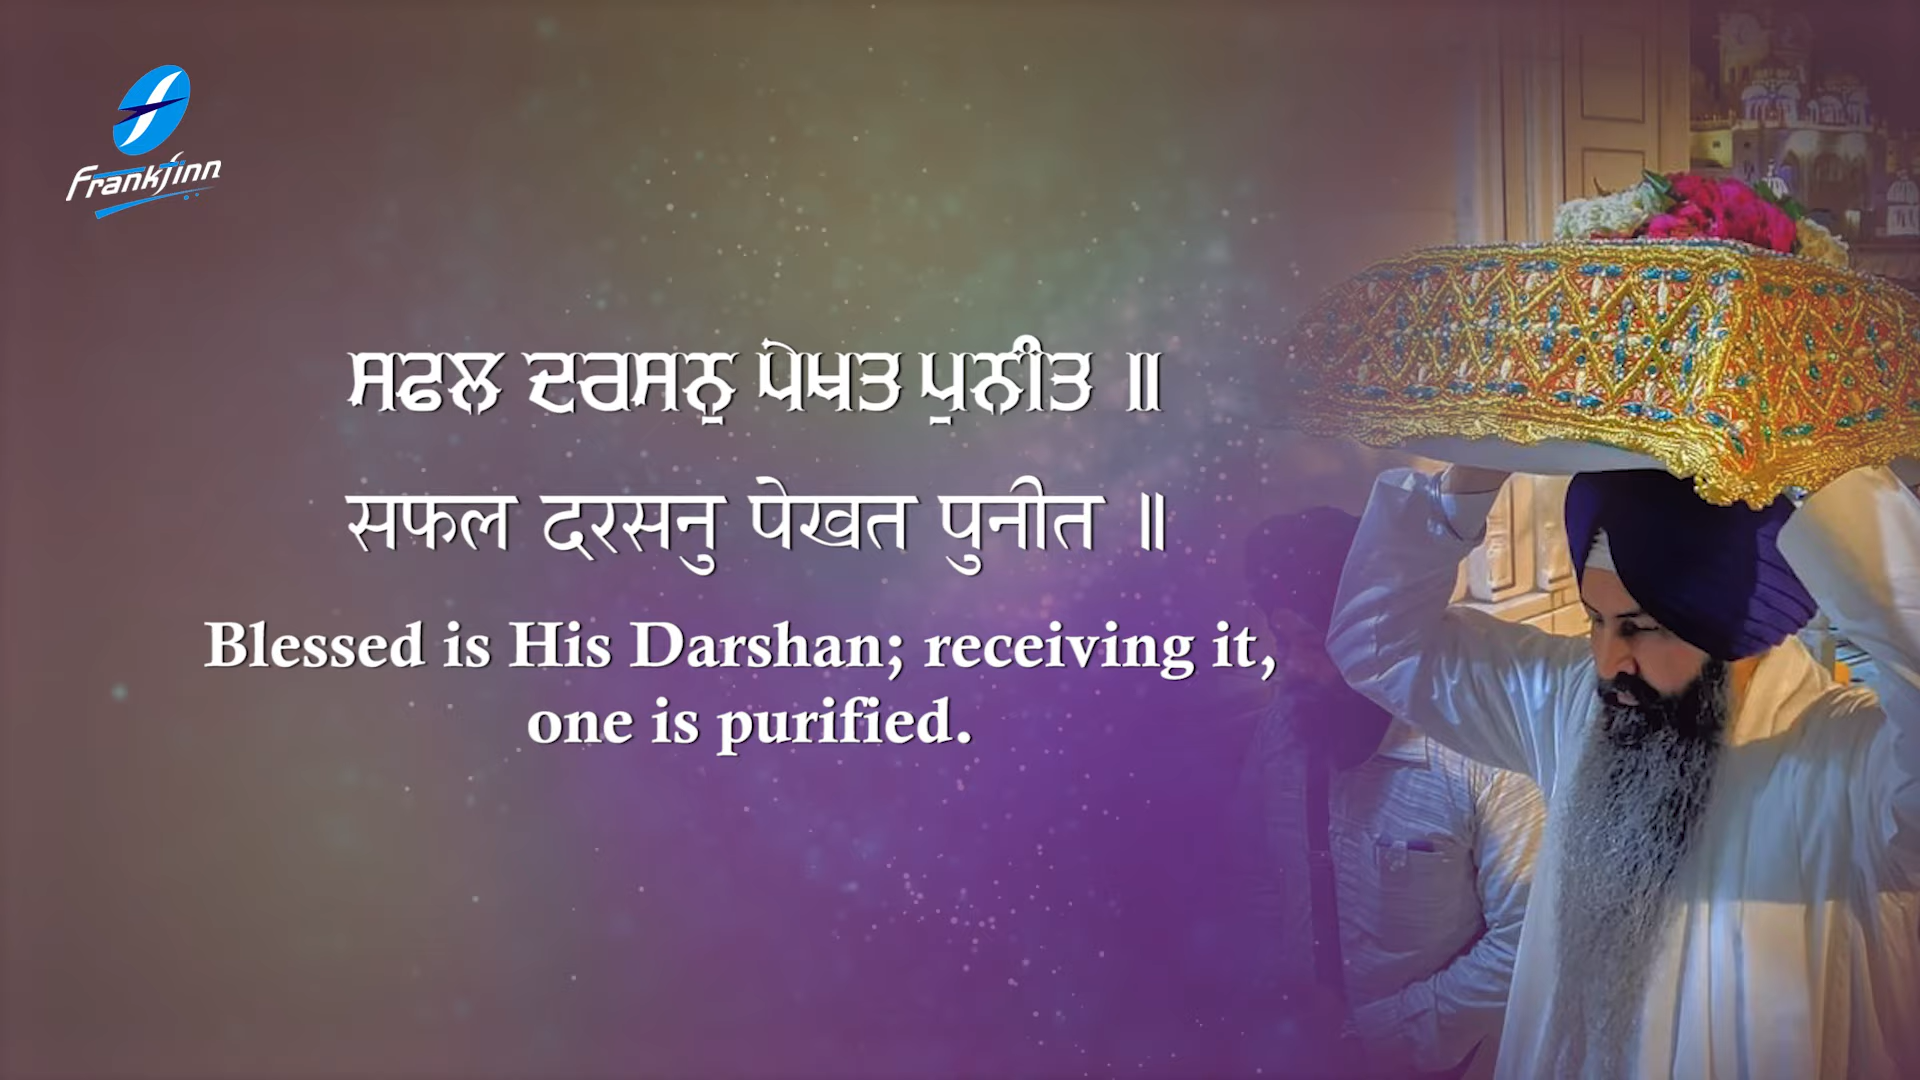 Frankfinn
ਸਫਲ ਦਰਸਨੁ ਪੇਖਤ ਪੁਨੀਤ ॥
सफल दरसनु पेखत पुनीत ॥
Blessed is His Darshan; receiving it,
one is purified.